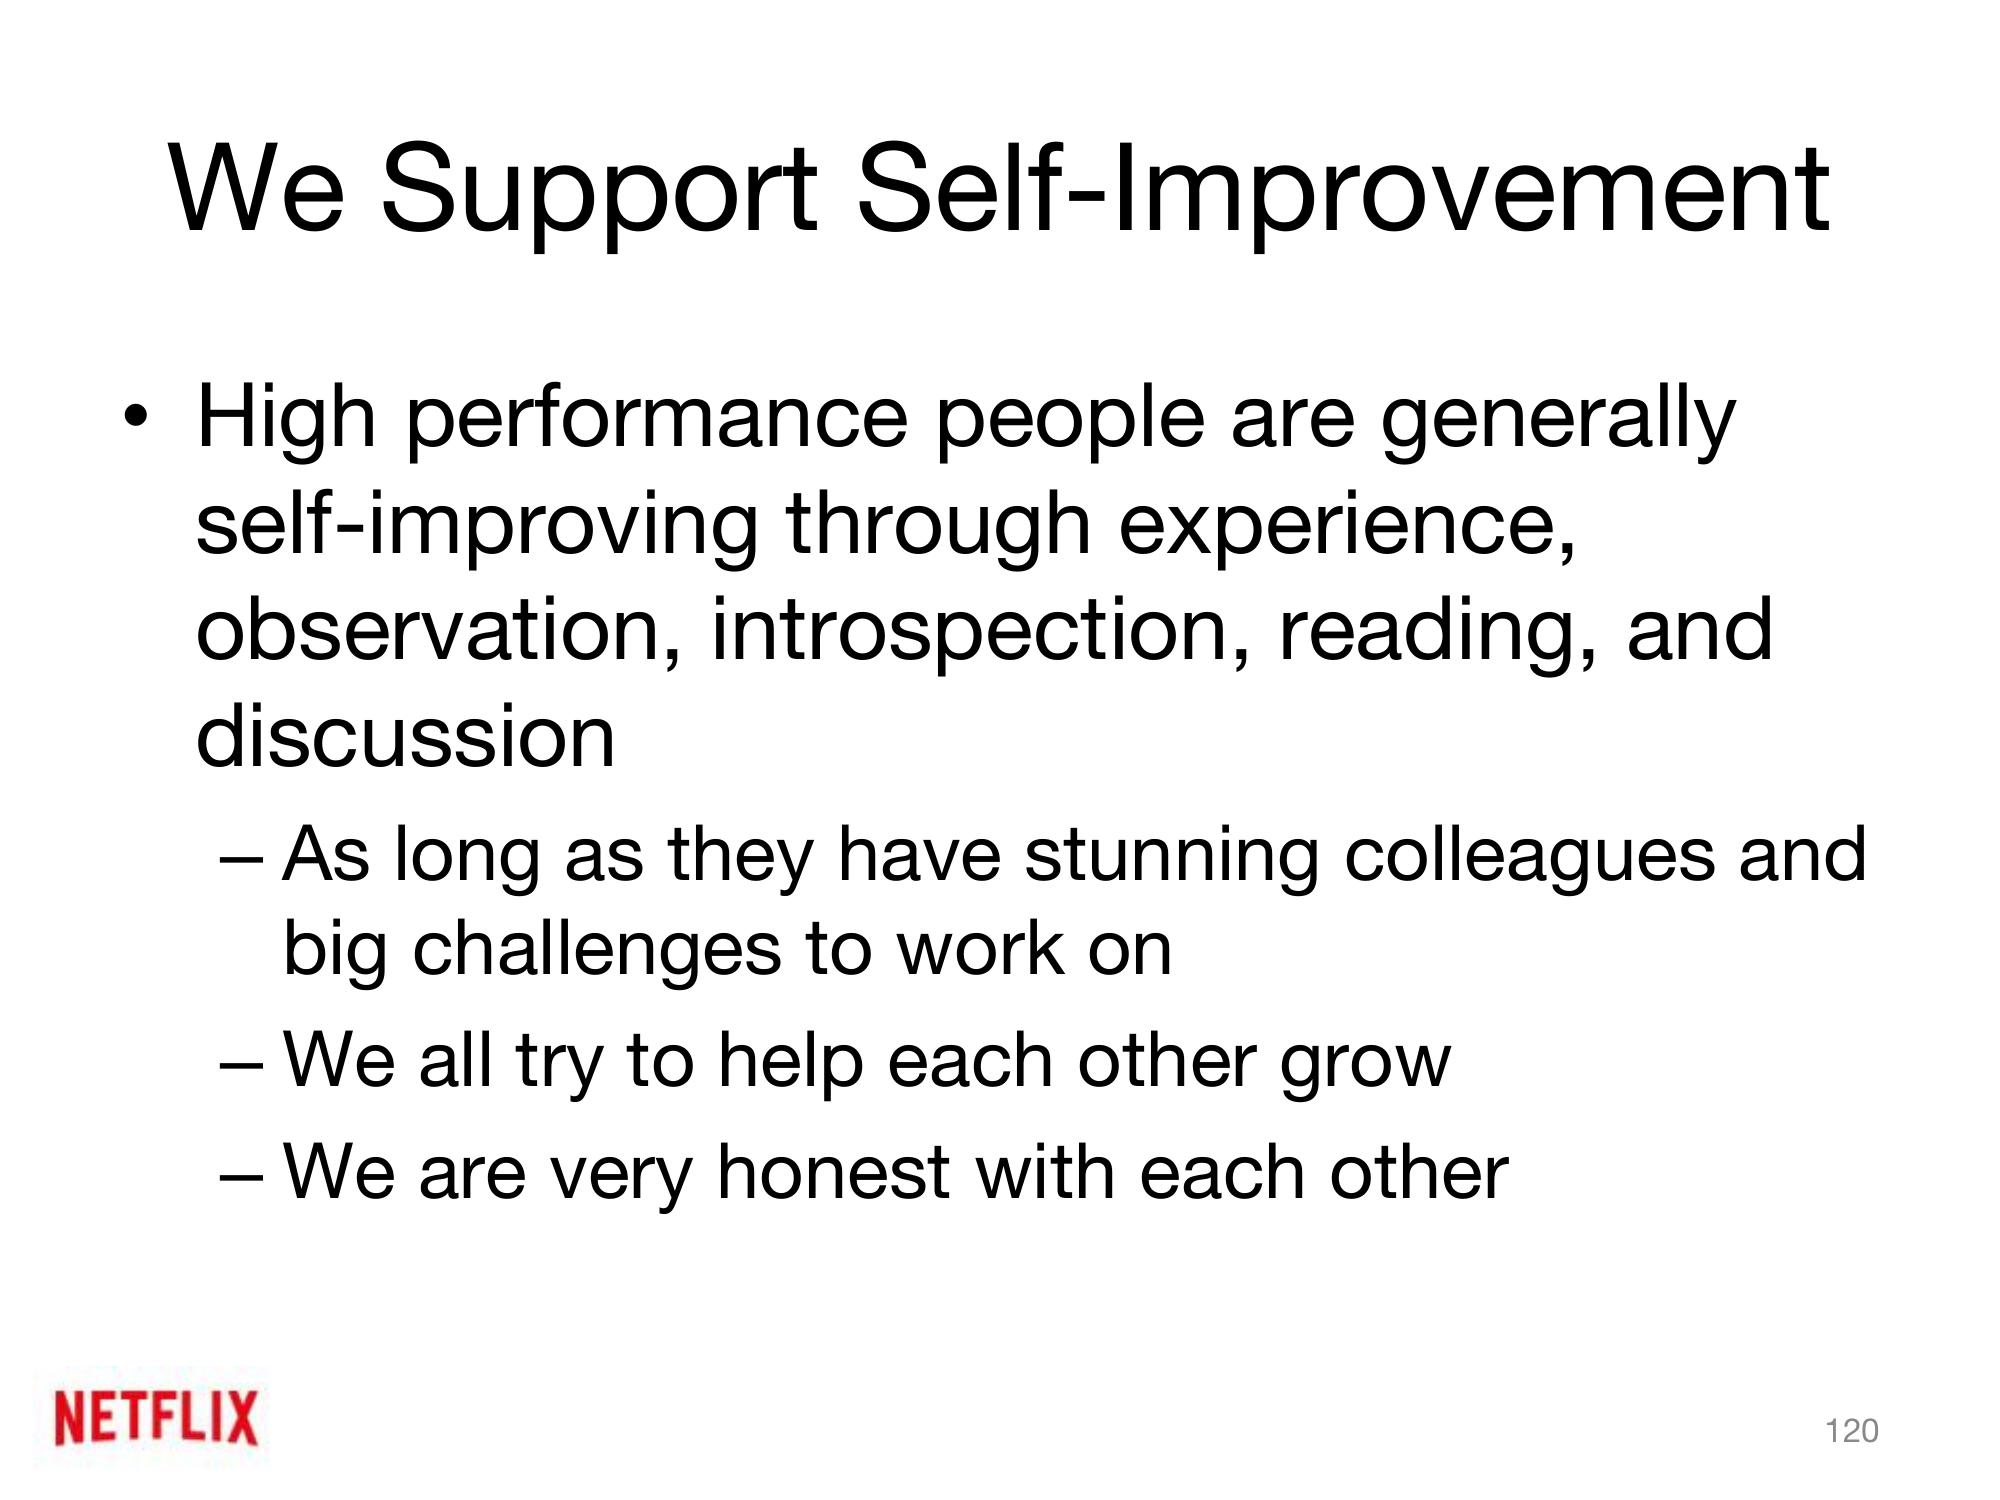 We Support Self-Improvement
• High performance people are generally
self-improving through experience,
observation, introspection, reading, and
discussion
– As long as they have stunning colleagues and
big challenges to work on
– We all try to help each other grow
– We are very honest with each other
NETFLIX
120